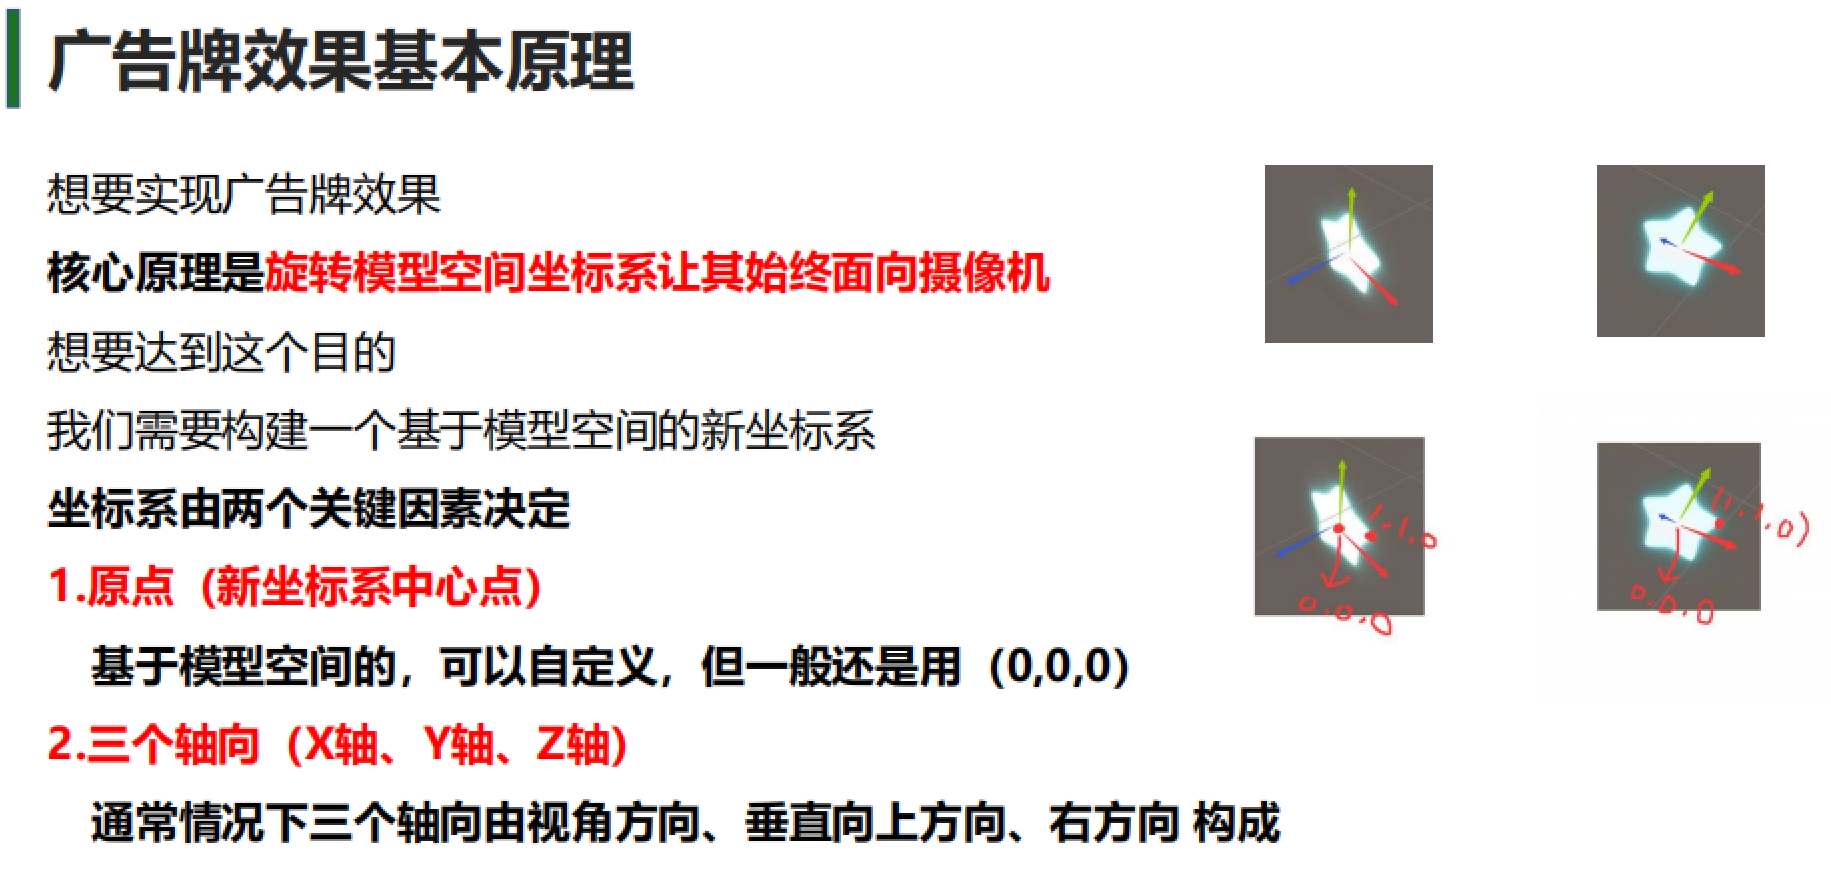 广告牌效果基本原理
想要实现广告牌效果
核心原理是旋转模型空间坐标系让其始终面向摄像机
想要达到这个目的
我们需要构建一个基于模型空间的新坐标系
坐标系由两个关键因素决定
1.原点（新坐标系中心点）
基于模型空间的，可以自定义，但一般还是用（0,0,0）
2.三个轴向（X轴、Y轴、Z轴）
通常情况下三个轴向由视角方向、垂直向上方向、右方向 构成
1.1.0
0.0.0
(1.1.0)
0.0.0